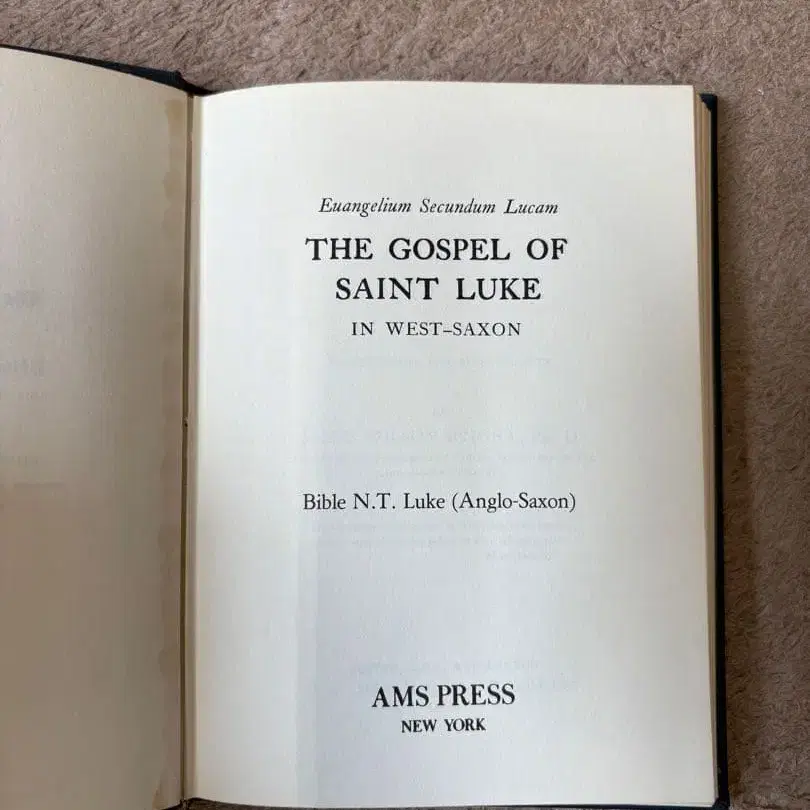 Euangelium Secundum Lucam
THE GOSPEL OF
SAINT LUKE
IN WEST–SAXON
Bible N.T. Luke (Anglo-Saxon)
AMS PRESS
NEW YORK